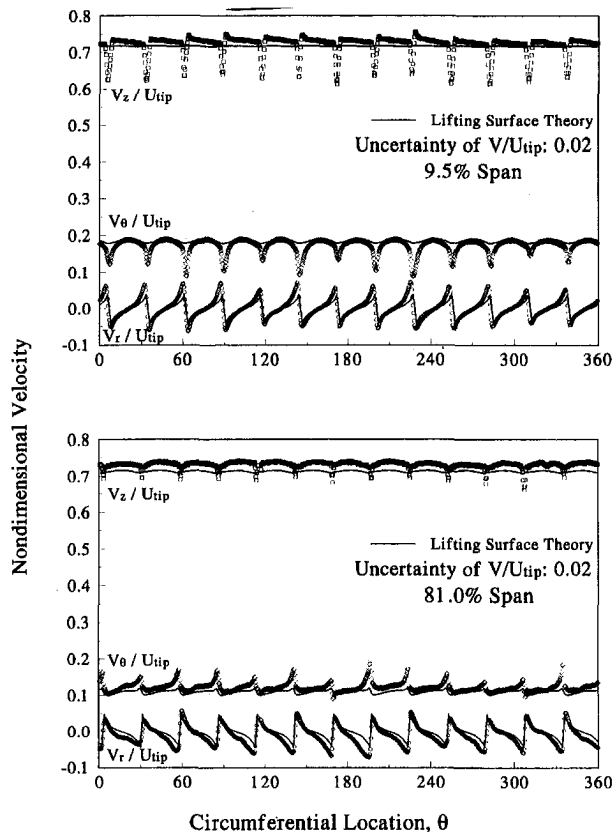 0.8
0.7
0.6
0.5
0.4
0.3
0.2
0.1
0.0
-0.1
Vz / Utip
Lifting Surface Theory
Uncertainty of V/Utip: 0.02
9.5% Span
Vθ / Utip
Vr / Utip
0 60 120 180 240 300 360
Nondimensional Velocity
0.8
0.7
0.6
0.5
0.4
0.3
0.2
0.1
0.0
-0.1
Vz / Utip
Lifting Surface Theory
Uncertainty of V/Utip: 0.02
81.0% Span
Vθ / Utip
Vr / Utip
0 60 120 180 240 300 360
Circumferential Location, θ